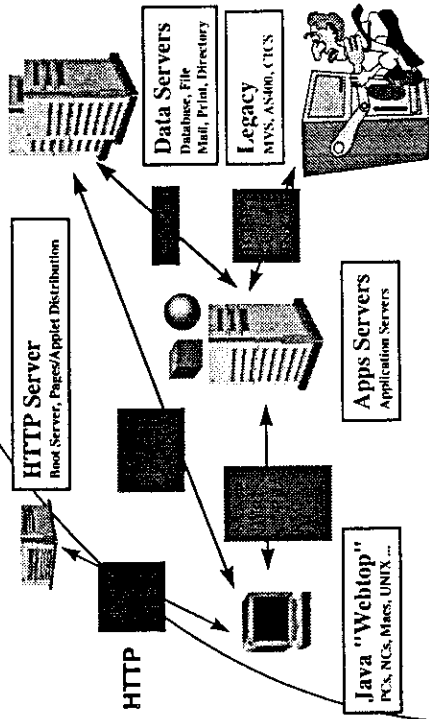 HTTP Server
Boot Server, Pages/Applet Distribution
Data Servers
Database, File
Mail, Print, Directory
Legacy
MVS, AS400, CICS
HTTP
Apps Servers
Application Servers
Java "Webtop"
PCs, NCs, Macs, UNIX ...